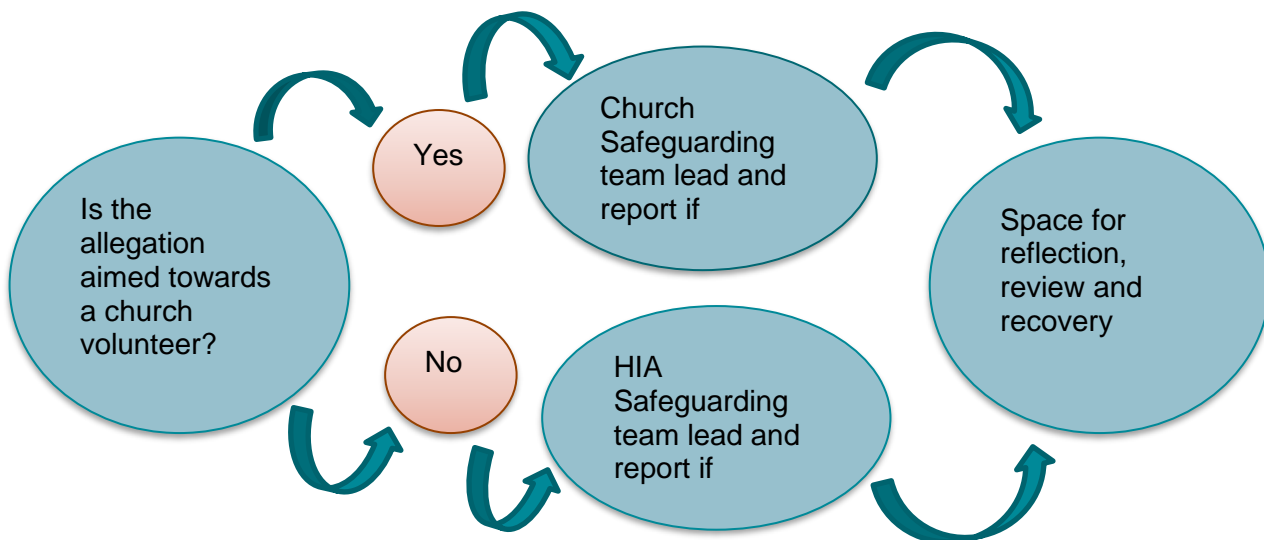 Is the
allegation
aimed towards
a church
volunteer?
Yes
Church
Safeguarding
team lead and
report if
No
HIA
Safeguarding
team lead and
report if
Space for
reflection,
review and
recovery